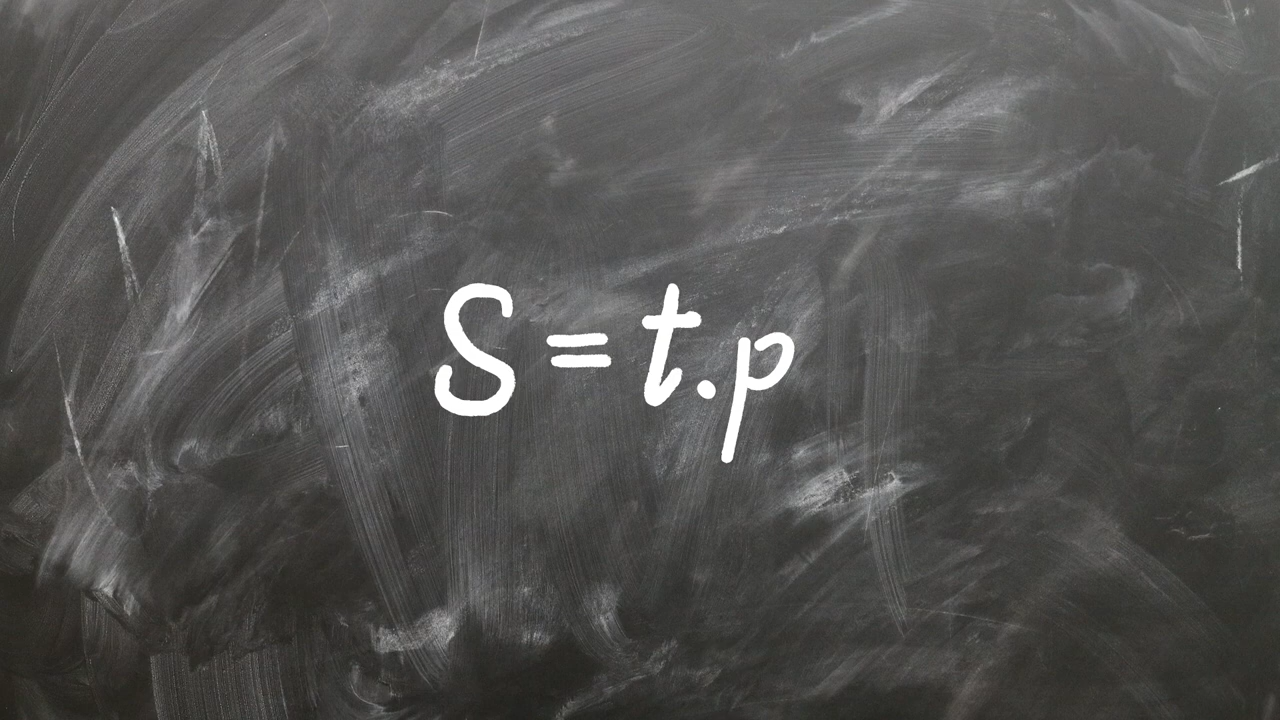 S = t.p